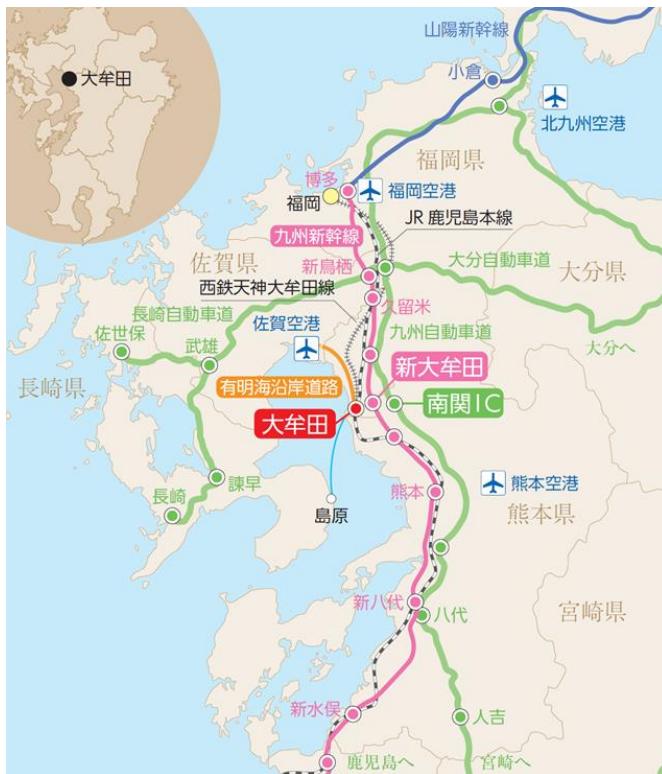 大牟田
山陽新幹線
小倉
北九州空港
福岡県
博多
福岡空港
福岡
JR 鹿児島本線
九州新幹線
佐賀県
新鳥栖
大分自動車道
大分県
西鉄天神大牟田線
長崎自動車道
久留米
佐賀空港
九州自動車道
佐世保
武雄
大分へ
長崎県
有明海沿岸道路
新大牟田
大牟田
南関IC
熊本
熊本空港
諫早
長崎
島原
熊本県
新八代
八代
宮崎県
新水俣
人吉
鹿児島へ
宮崎へ